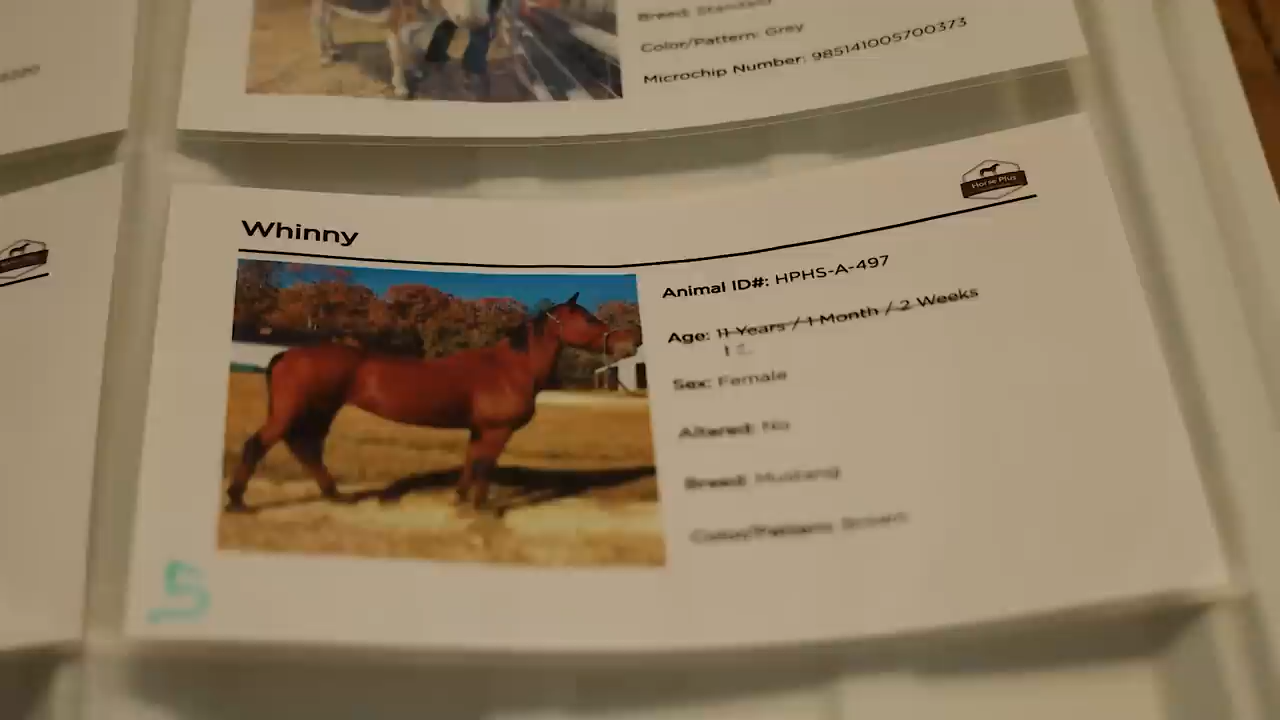 Breed: Standard
Color/Pattern: Grey
Microchip Number: 985141005700373
Horse Plus
Whinny
Animal ID#: HPHS-A-497
Age: 11 Years / 1 Month / 2 Weeks
Sex: Female
Altered: No
Breed: Mustang
Color/Pattern: Brown
5